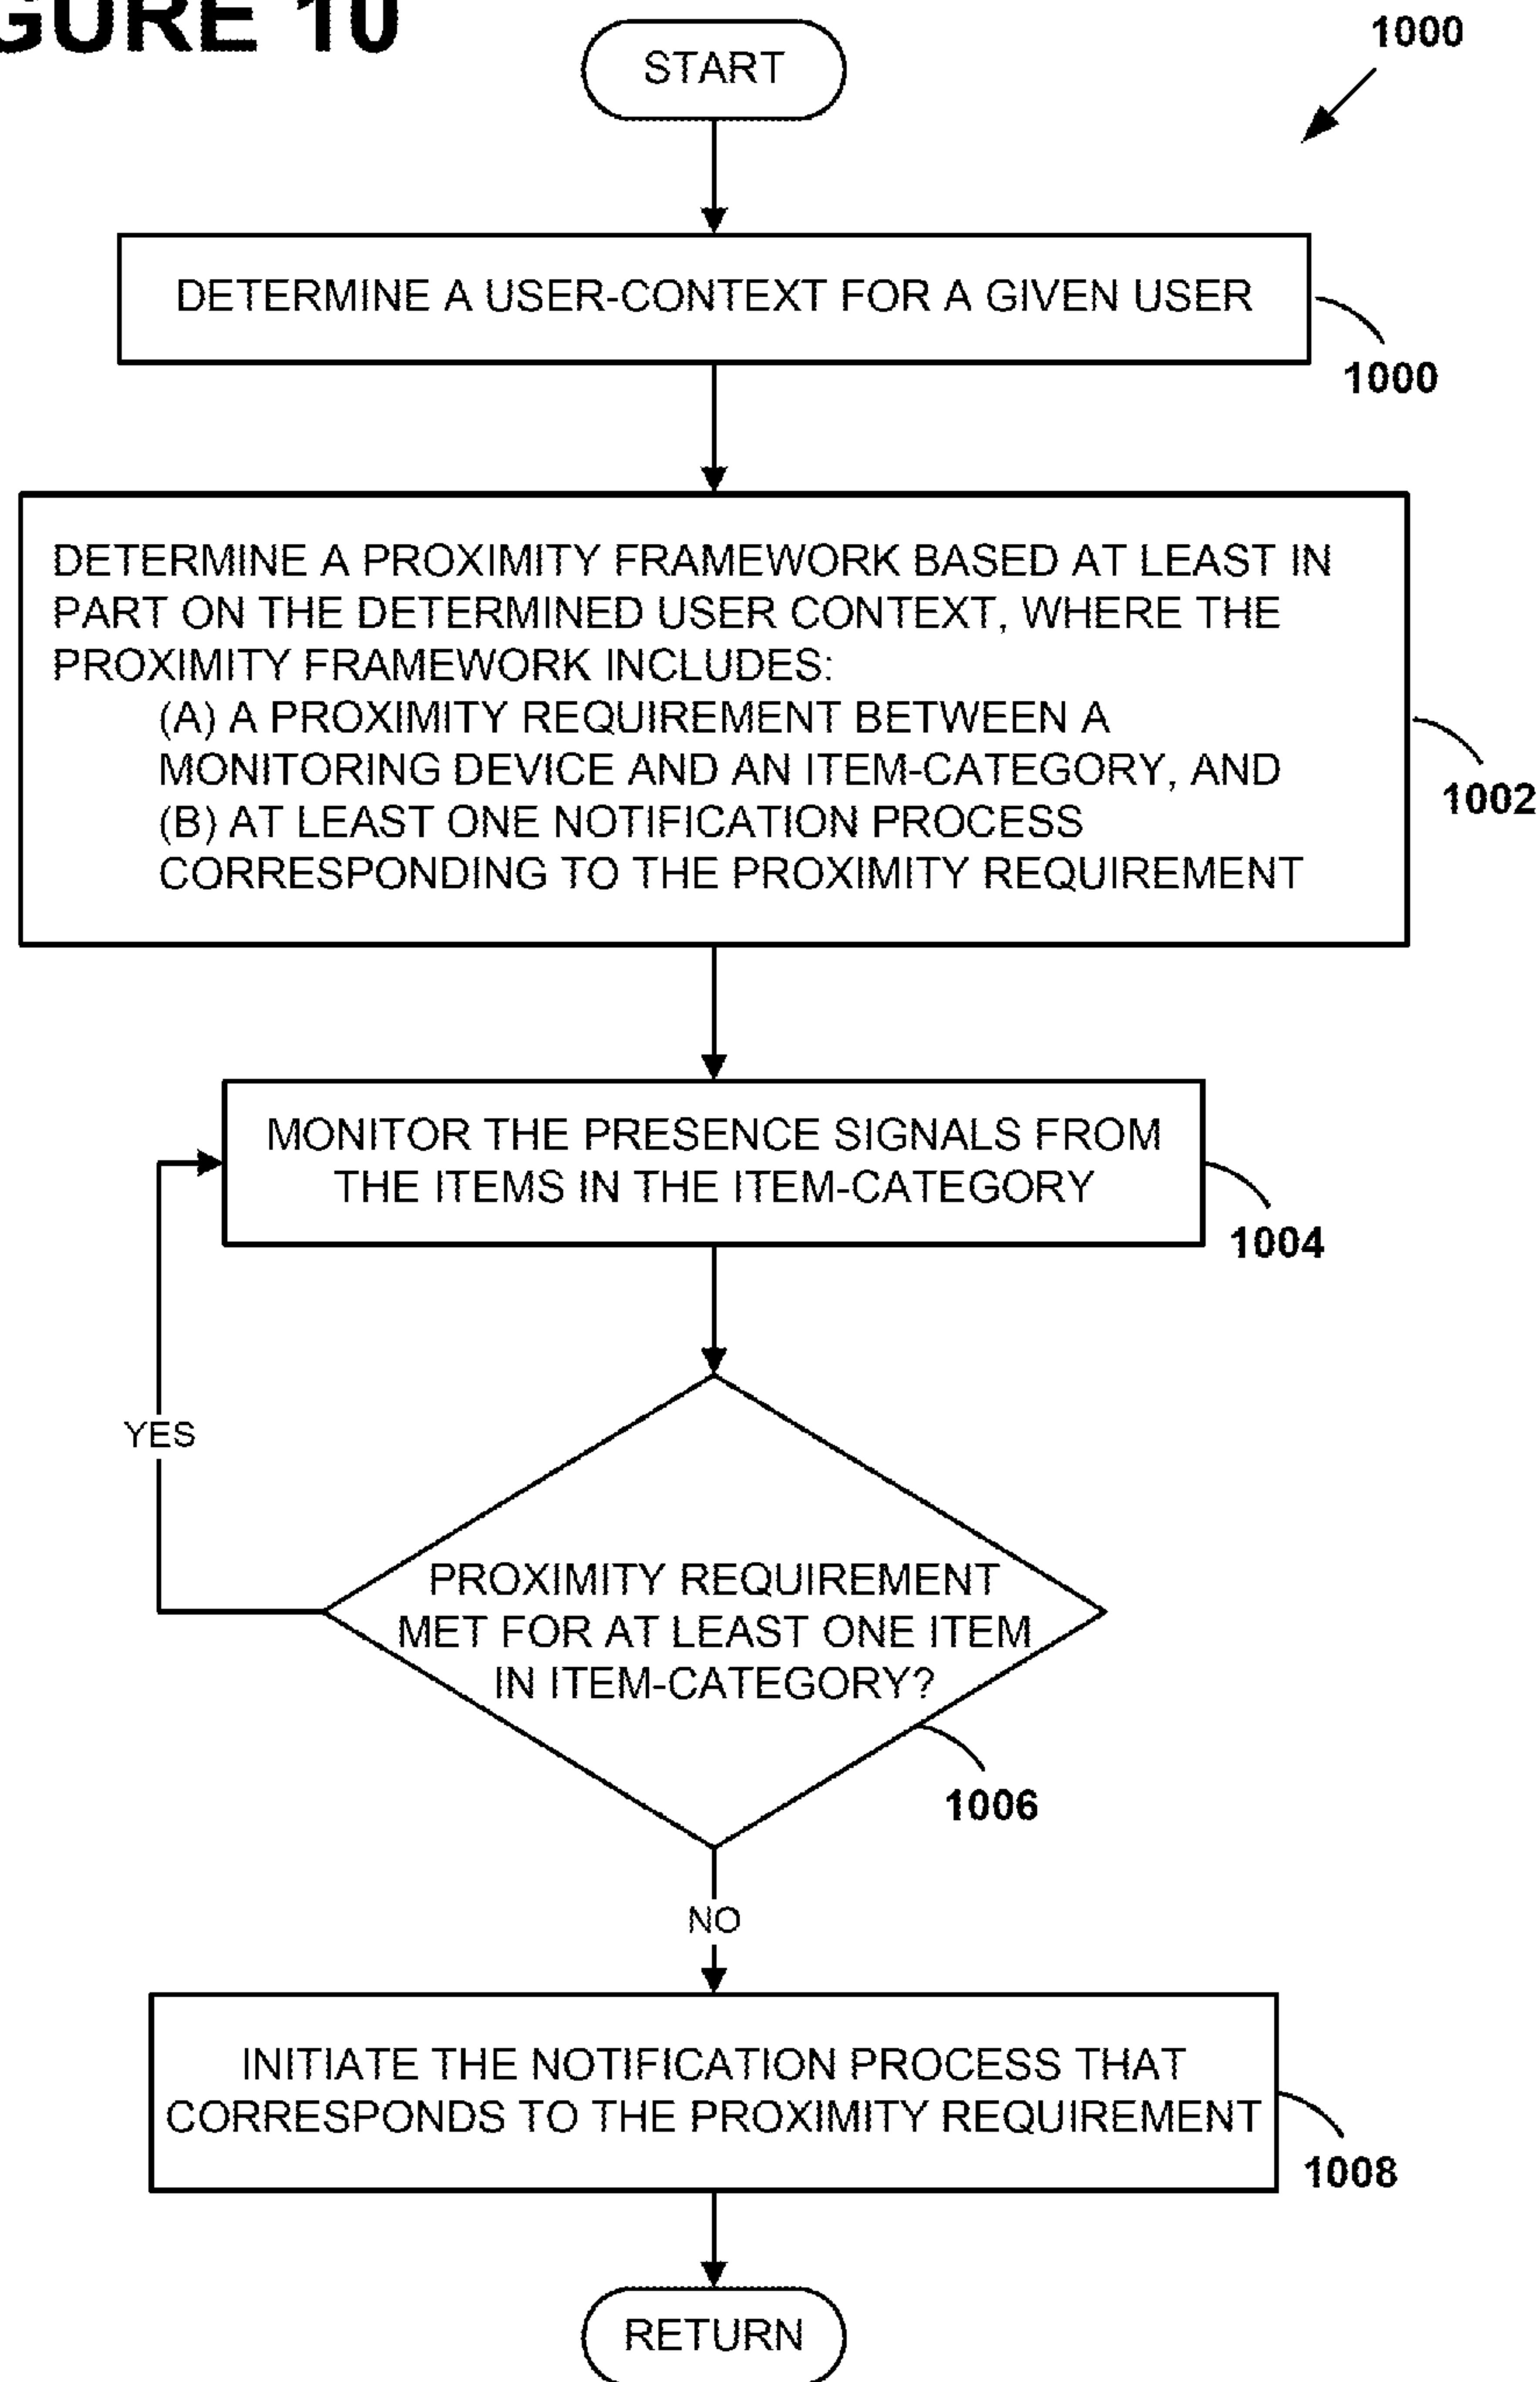 GURE 10
1000
START
DETERMINE A USER-CONTEXT FOR A GIVEN USER
1000
DETERMINE A PROXIMITY FRAMEWORK BASED AT LEAST IN
PART ON THE DETERMINED USER CONTEXT, WHERE THE
PROXIMITY FRAMEWORK INCLUDES:
(A) A PROXIMITY REQUIREMENT BETWEEN A
MONITORING DEVICE AND AN ITEM-CATEGORY, AND
(B) AT LEAST ONE NOTIFICATION PROCESS
CORRESPONDING TO THE PROXIMITY REQUIREMENT
1002
MONITOR THE PRESENCE SIGNALS FROM
THE ITEMS IN THE ITEM-CATEGORY
1004
YES
PROXIMITY REQUIREMENT
MET FOR AT LEAST ONE ITEM
IN ITEM-CATEGORY?
1006
NO
INITIATE THE NOTIFICATION PROCESS THAT
CORRESPONDS TO THE PROXIMITY REQUIREMENT
1008
RETURN